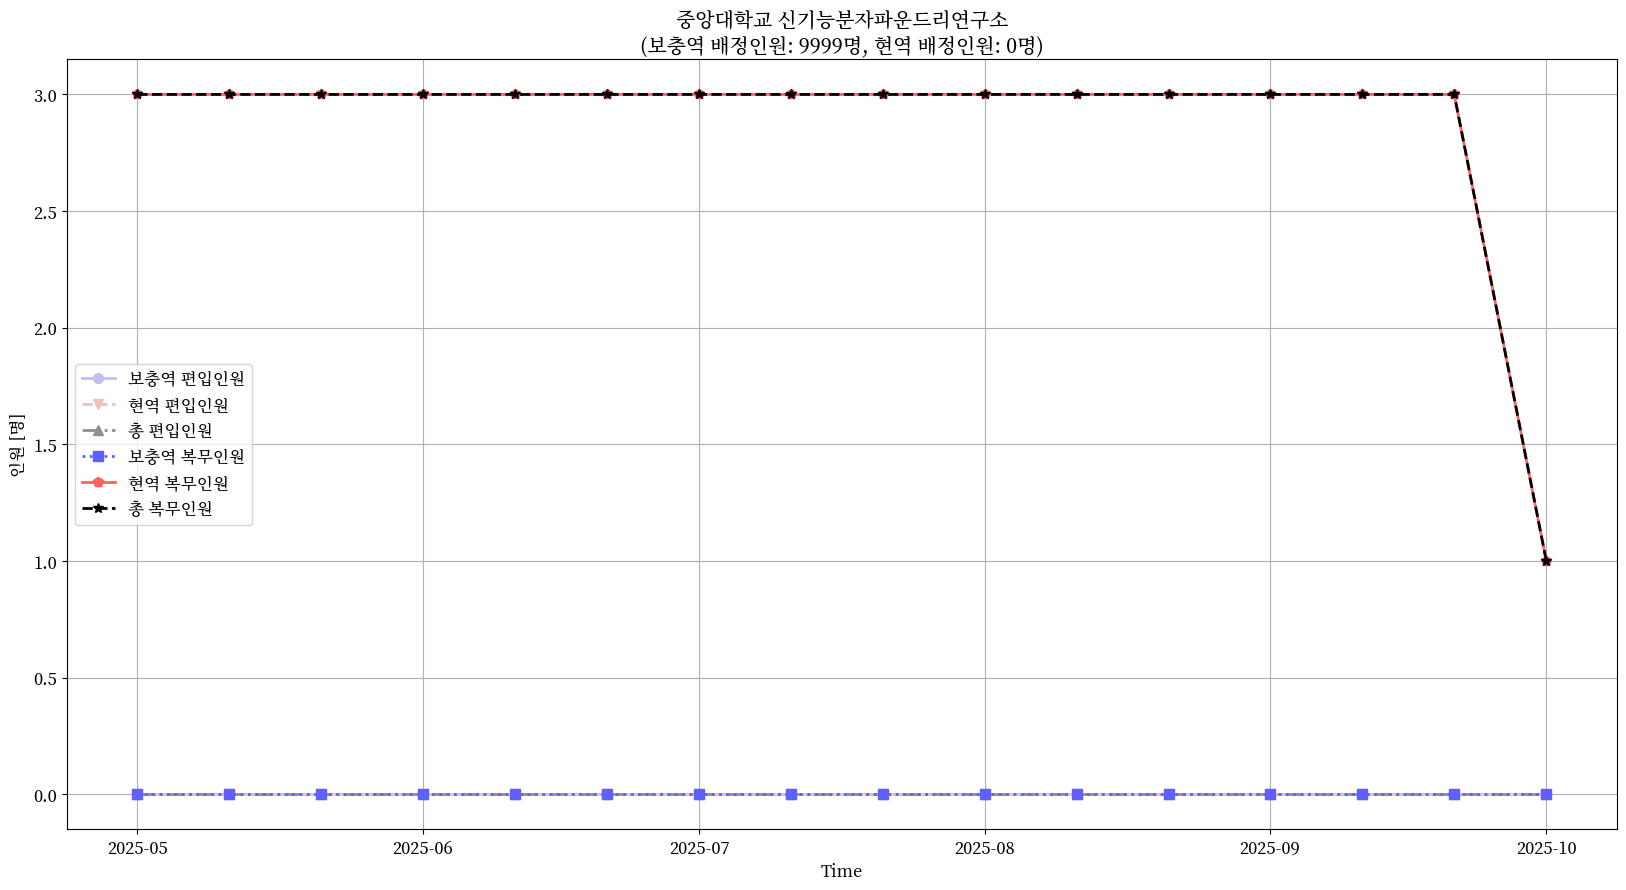 중앙대학교 신기능분자파운드리연구소
(보충역 배정인원: 9999명, 현역 배정인원: 0명)
3.0
2.5
2.0
1.5
1.0
0.5
0.0
인원 [명]
보충역 편입인원
현역 편입인원
총 편입인원
보충역 복무인원
현역 복무인원
총 복무인원
2025-05
2025-06
2025-07
2025-08
2025-09
2025-10
Time